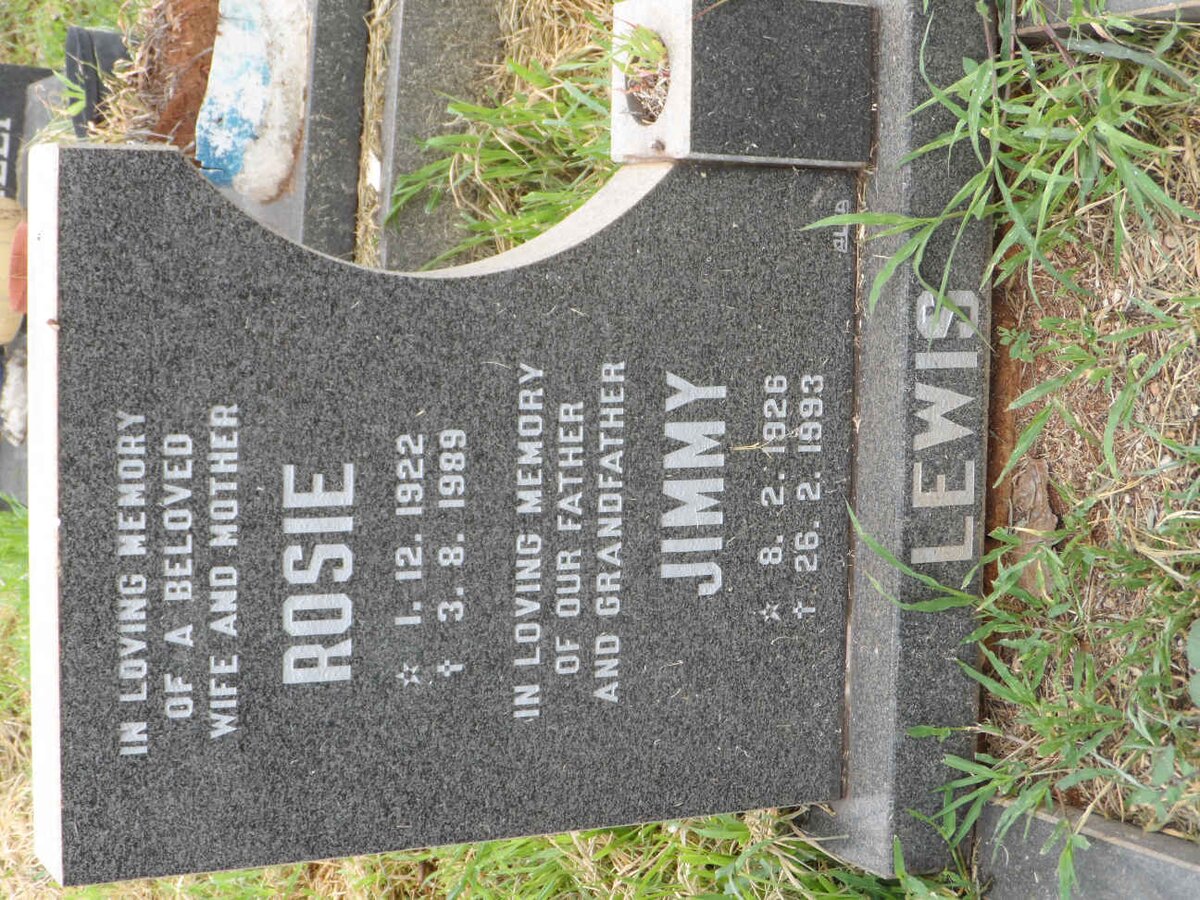 IN LOVING MEMORY
OF A BELOVED
WIFE AND MOTHER
ROSIE
☆ 1. 12. 1922
✝ 3. 8. 1989
IN LOVING MEMORY
OF OUR FATHER
AND GRANDFATHER
JIMMY
☆ 8. 2. 1926
✝ 26. 2. 1993
LEWIS